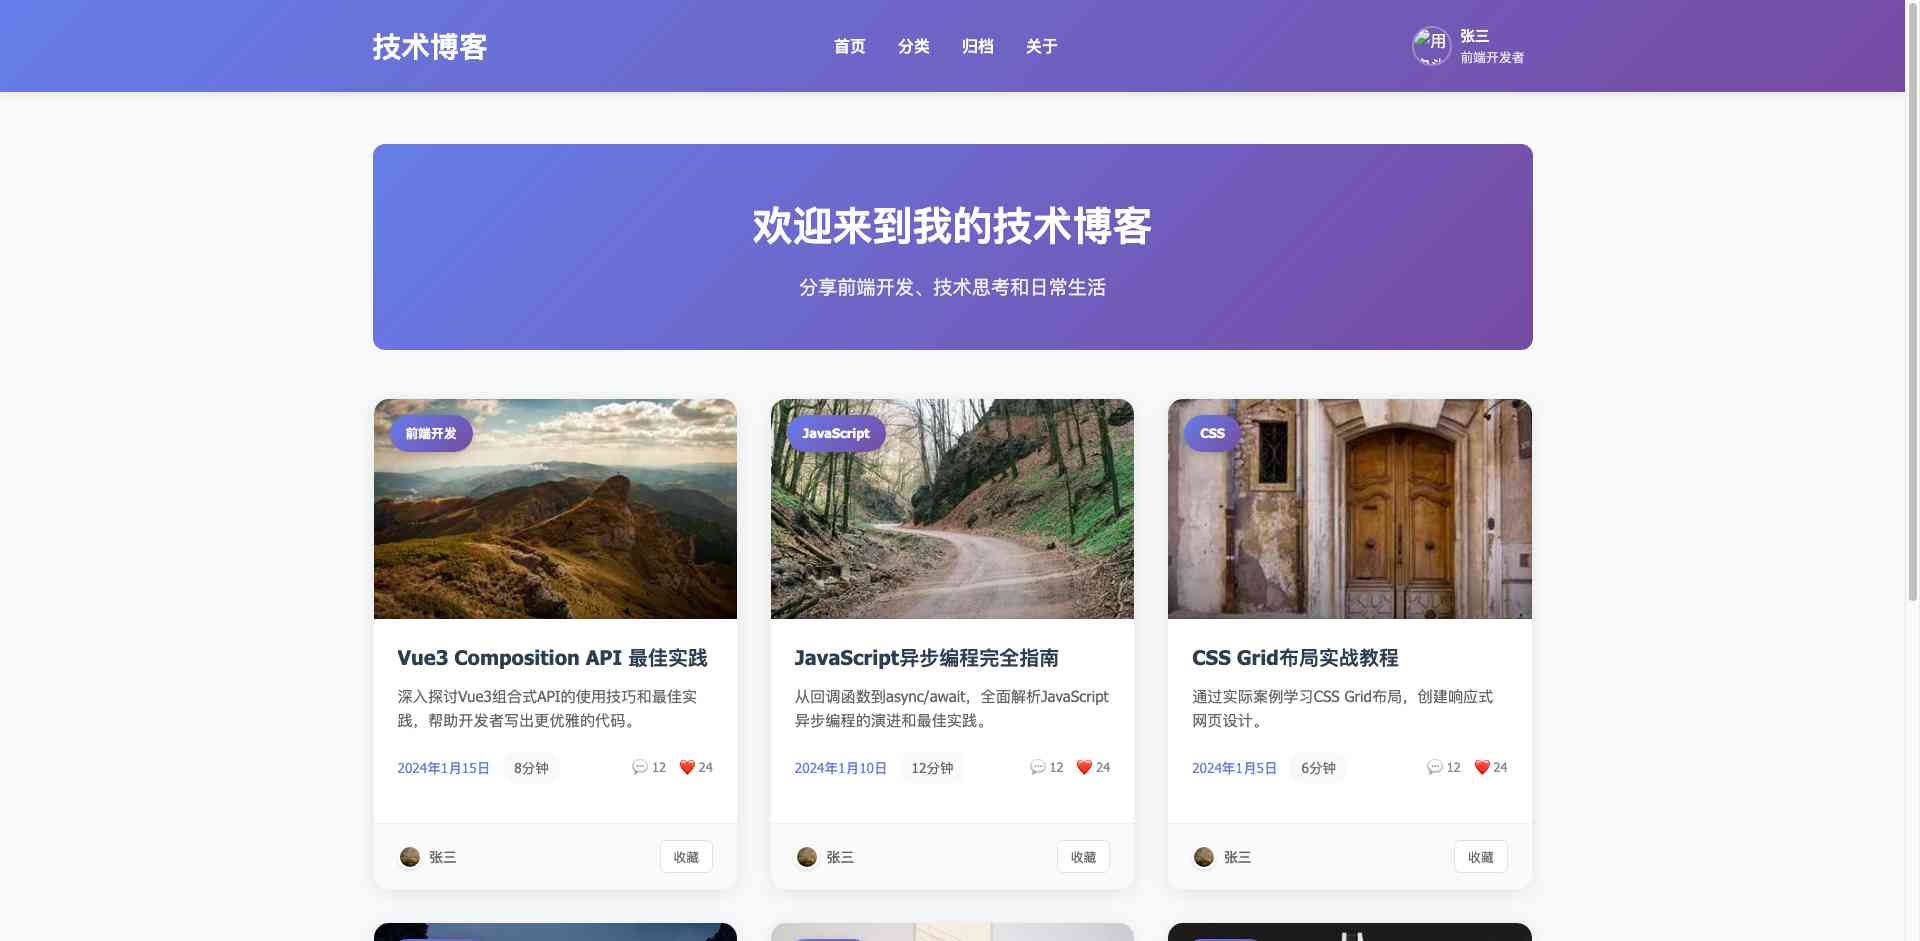 技术博客
首页 分类 归档 关于
用
张三
前端开发者
欢迎来到我的技术博客
分享前端开发、技术思考和日常生活
前端开发
Vue3 Composition API 最佳实践
深入探讨Vue3组合式API的使用技巧和最佳实
践，帮助开发者写出更优雅的代码。
2024年1月15日 8分钟 12 24
张三 收藏
JavaScript
JavaScript异步编程完全指南
从回调函数到async/await，全面解析JavaScript
异步编程的演进和最佳实践。
2024年1月10日 12分钟 12 24
张三 收藏
CSS
CSS Grid布局实战教程
通过实际案例学习CSS Grid布局，创建响应式
网页设计。
2024年1月5日 6分钟 12 24
张三 收藏